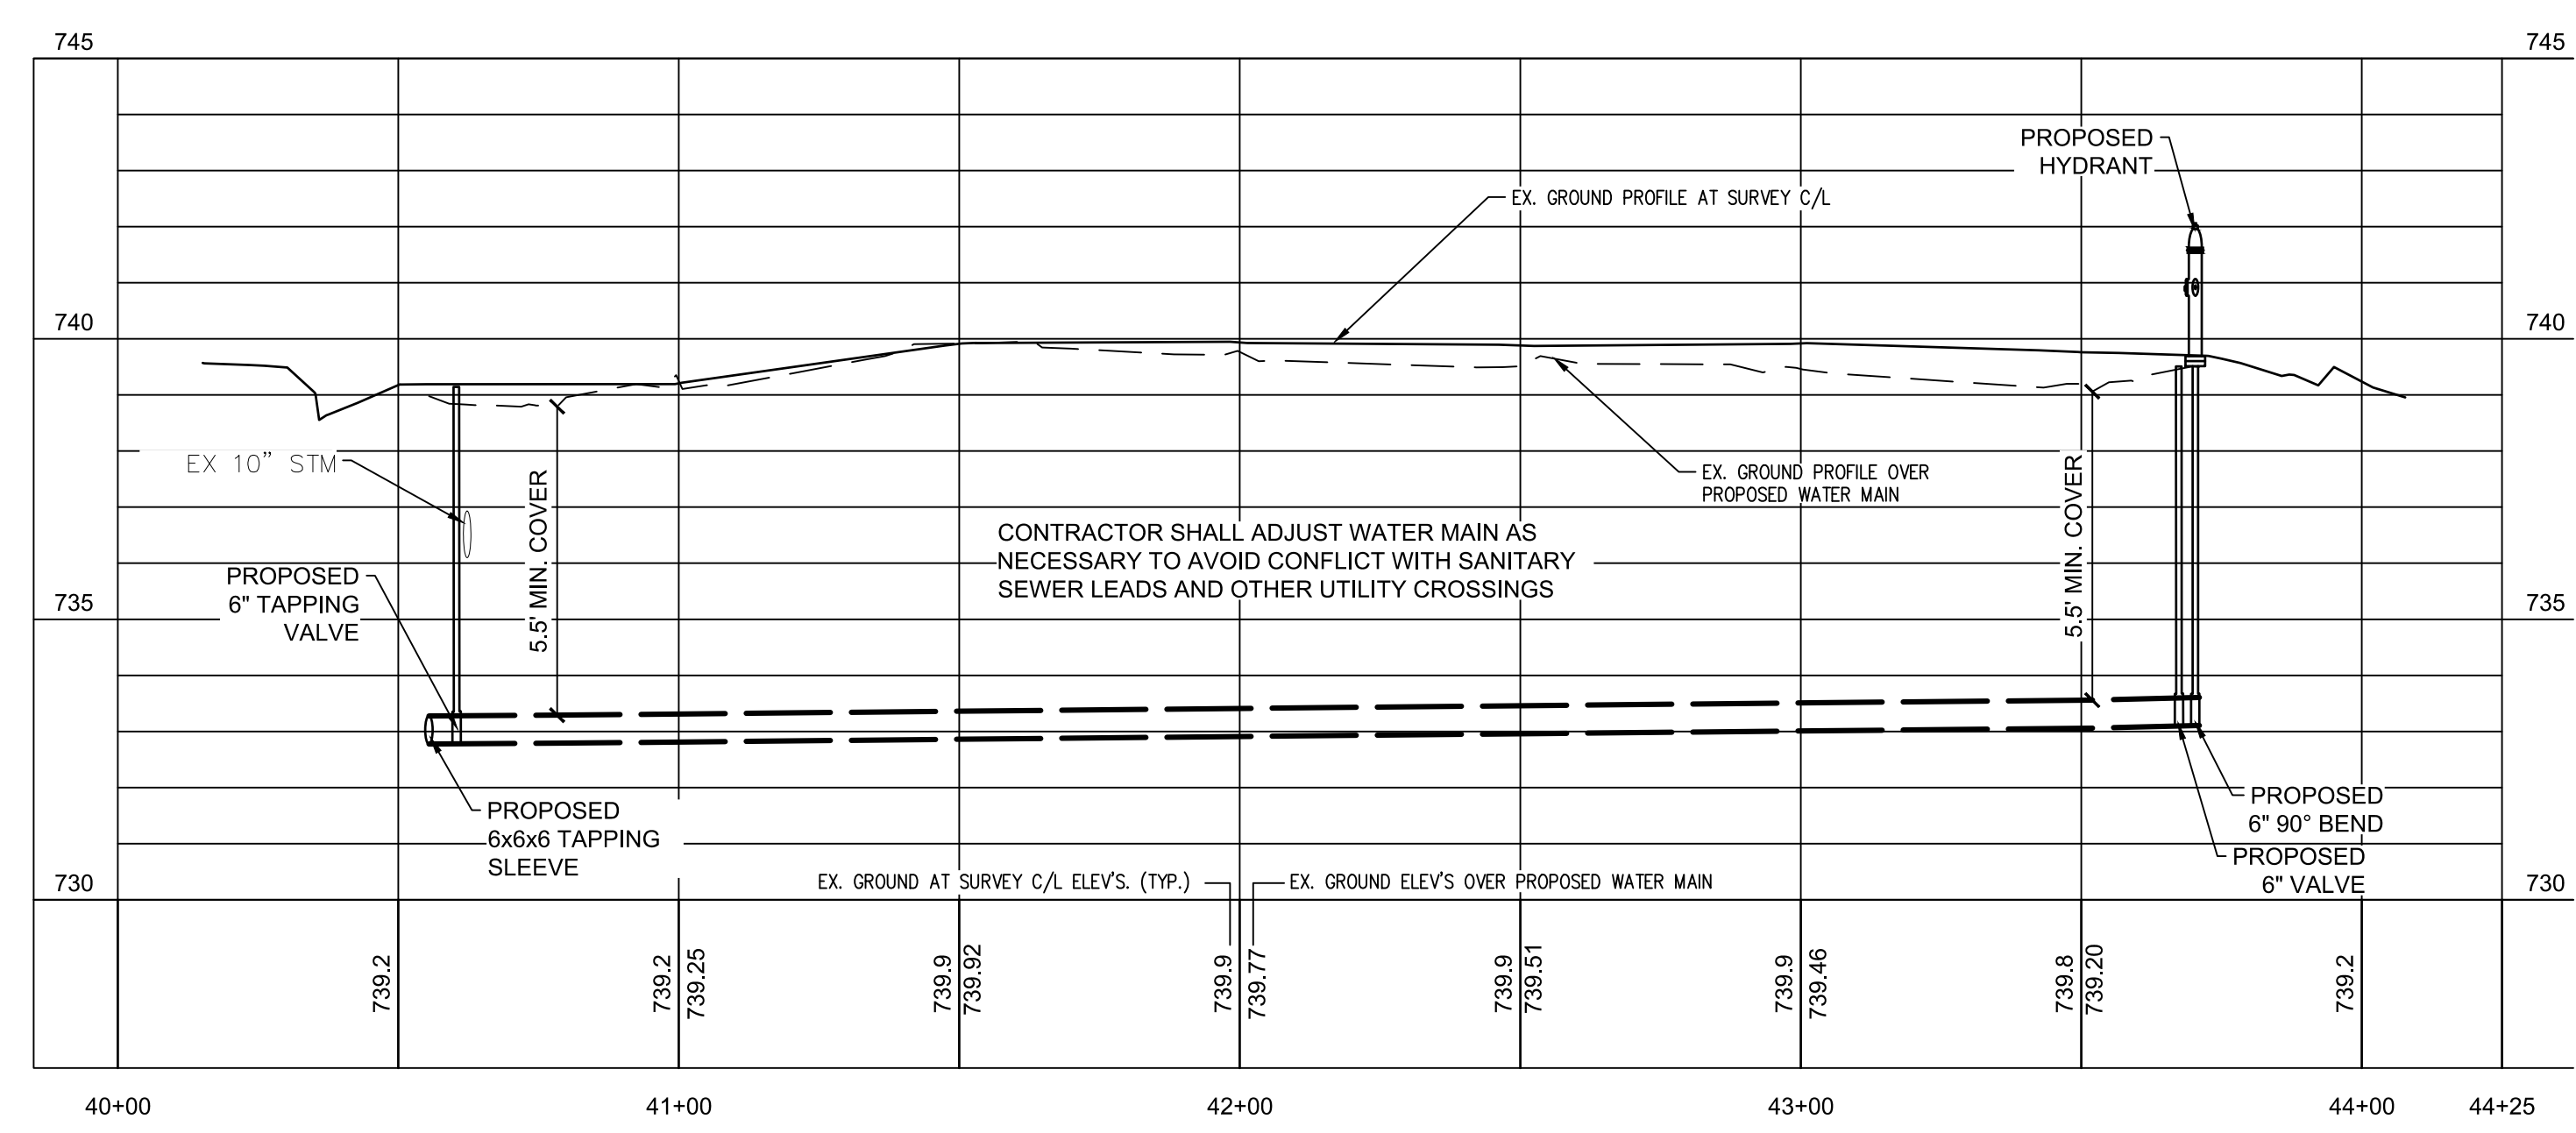 745
745
PROPOSED
HYDRANT
EX. GROUND PROFILE AT SURVEY C/L
740
740
EX 10” STM
EX. GROUND PROFILE OVER
PROPOSED WATER MAIN
5.5' MIN. COVER
5.5' MIN. COVER
CONTRACTOR SHALL ADJUST WATER MAIN AS
NECESSARY TO AVOID CONFLICT WITH SANITARY
SEWER LEADS AND OTHER UTILITY CROSSINGS
PROPOSED
6" TAPPING
VALVE
735
735
PROPOSED
6x6x6 TAPPING
SLEEVE
PROPOSED
6" 90° BEND
PROPOSED
6" VALVE
730
730
EX. GROUND AT SURVEY C/L ELEV'S. (TYP.)
EX. GROUND ELEV'S OVER PROPOSED WATER MAIN
739.2
739.2
739.25
739.9
739.92
739.9
739.77
739.9
739.51
739.9
739.46
739.8
739.20
739.2
40+00
41+00
42+00
43+00
44+00
44+25